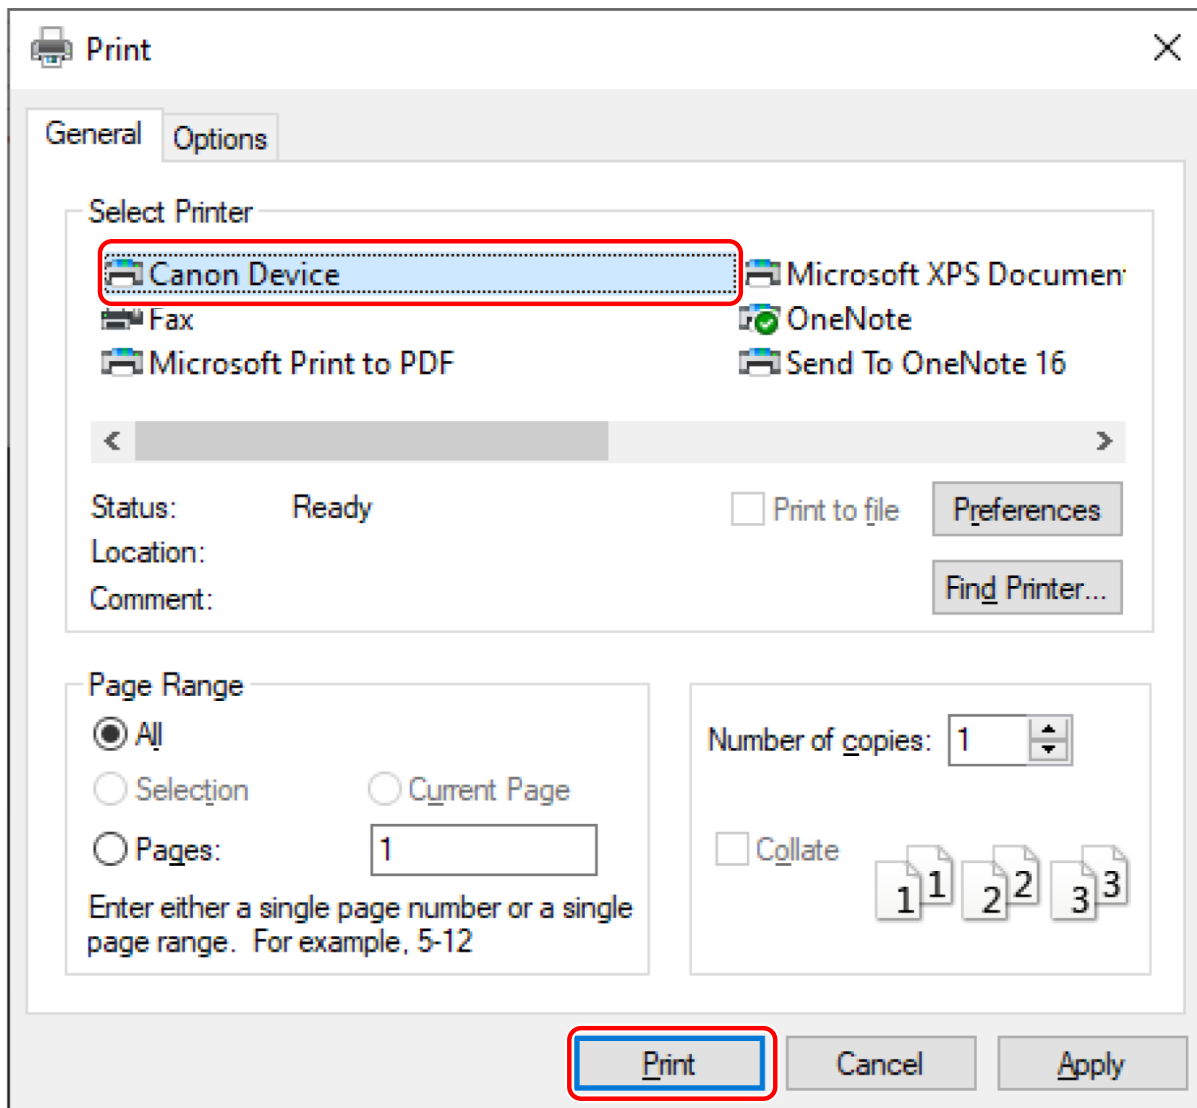 Print
General
Options
Select Printer
Canon Device
Microsoft XPS Documen
Fax
OneNote
Microsoft Print to PDF
Send To OneNote 16
Status: Ready
Print to file
Preferences
Location:
Comment:
Find Printer...
Page Range
All
Number of copies: 1
Selection
Current Page
Pages: 1
Collate
1 1 2 2 3 3
Enter either a single page number or a single
page range. For example, 5-12
Print
Cancel
Apply